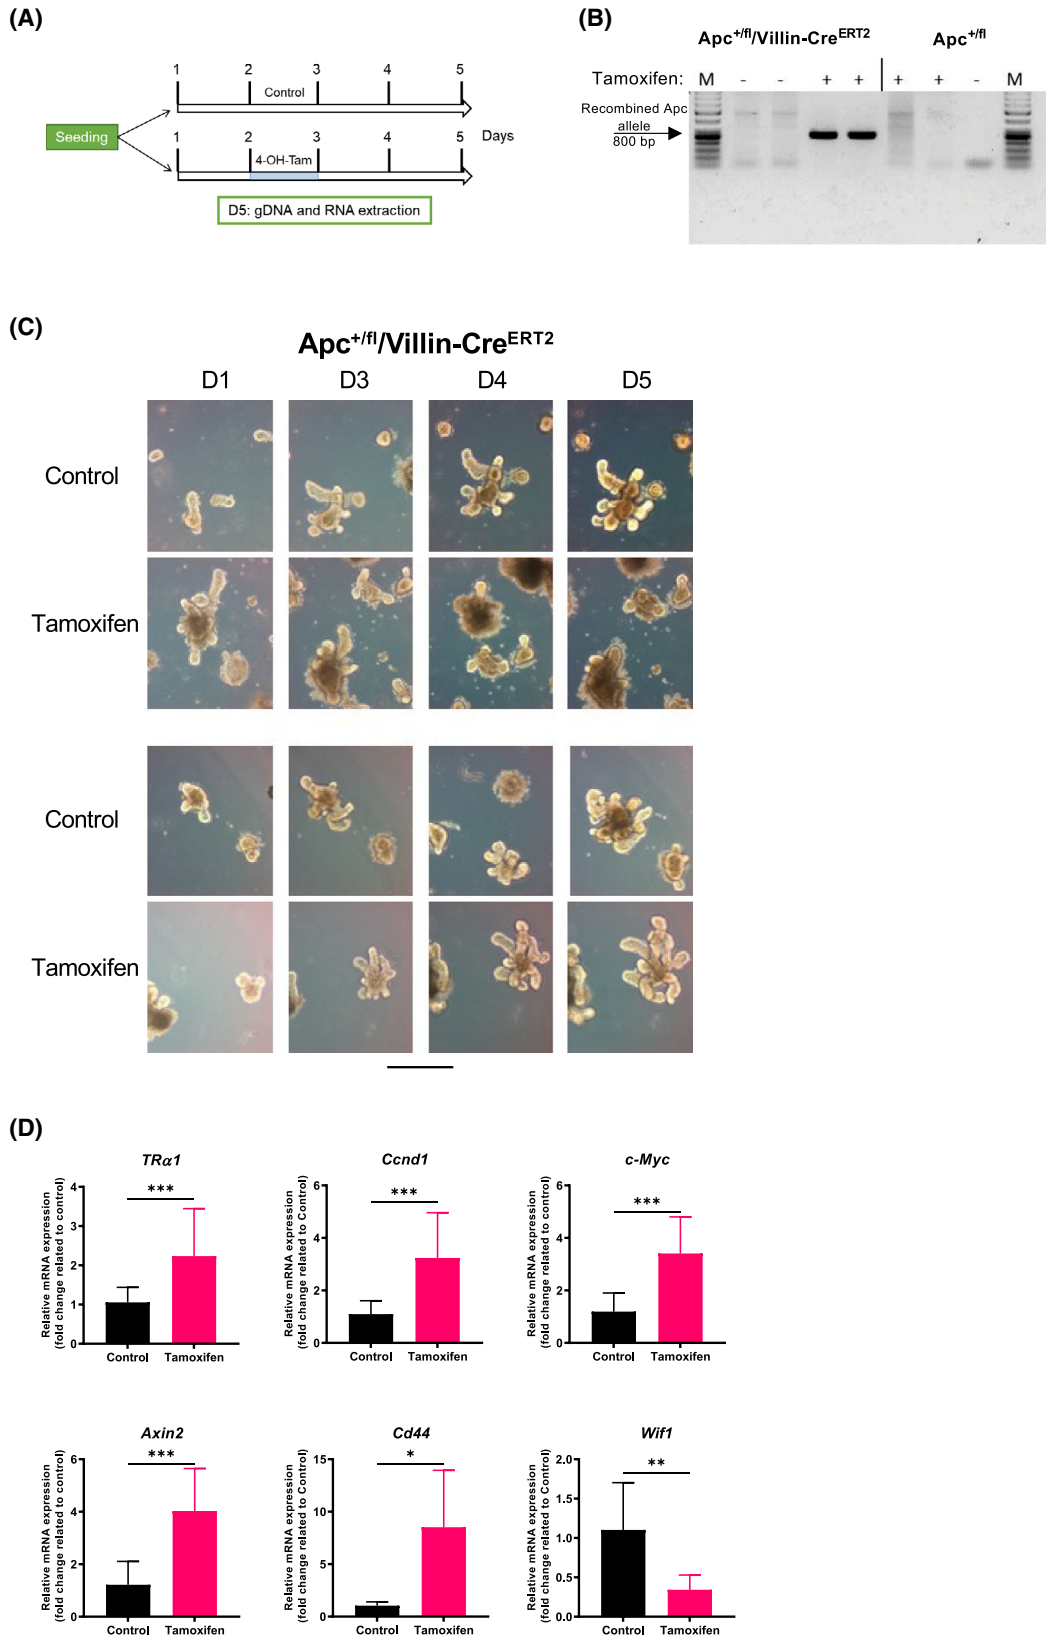 (A)
1 2 3 4 5
Control
Seeding
Days
1 2 3 4 5
4-OH-Tam
D5: gDNA and RNA extraction
(B)
Apc+/fl/Villin-CreERT2 Apc+/fl
Tamoxifen: M - - + + + + - M
Recombined Apc
allele
800 bp
(C)
Apc+/fl/Villin-CreERT2
D1 D3 D4 D5
Control
Tamoxifen
Control
Tamoxifen
(D)
TRα1
Relative mRNA expression
(fold change related to control)
4
3
2
1
0
***
Control Tamoxifen
Ccnd1
Relative mRNA expression
(fold change related to Control)
6
4
2
0
***
Control Tamoxifen
c-Myc
Relative mRNA expression
(fold change related to control)
6
4
2
0
***
Control Tamoxifen
Axin2
Relative mRNA expression
(fold change related to control)
6
4
2
0
***
Control Tamoxifen
Cd44
Relative mRNA expression
(fold change related to Control)
15
10
5
0
*
Control Tamoxifen
Wif1
Relative mRNA expression
(fold change related to Control)
2.0
1.5
1.0
0.5
0.0
**
Control Tamoxifen